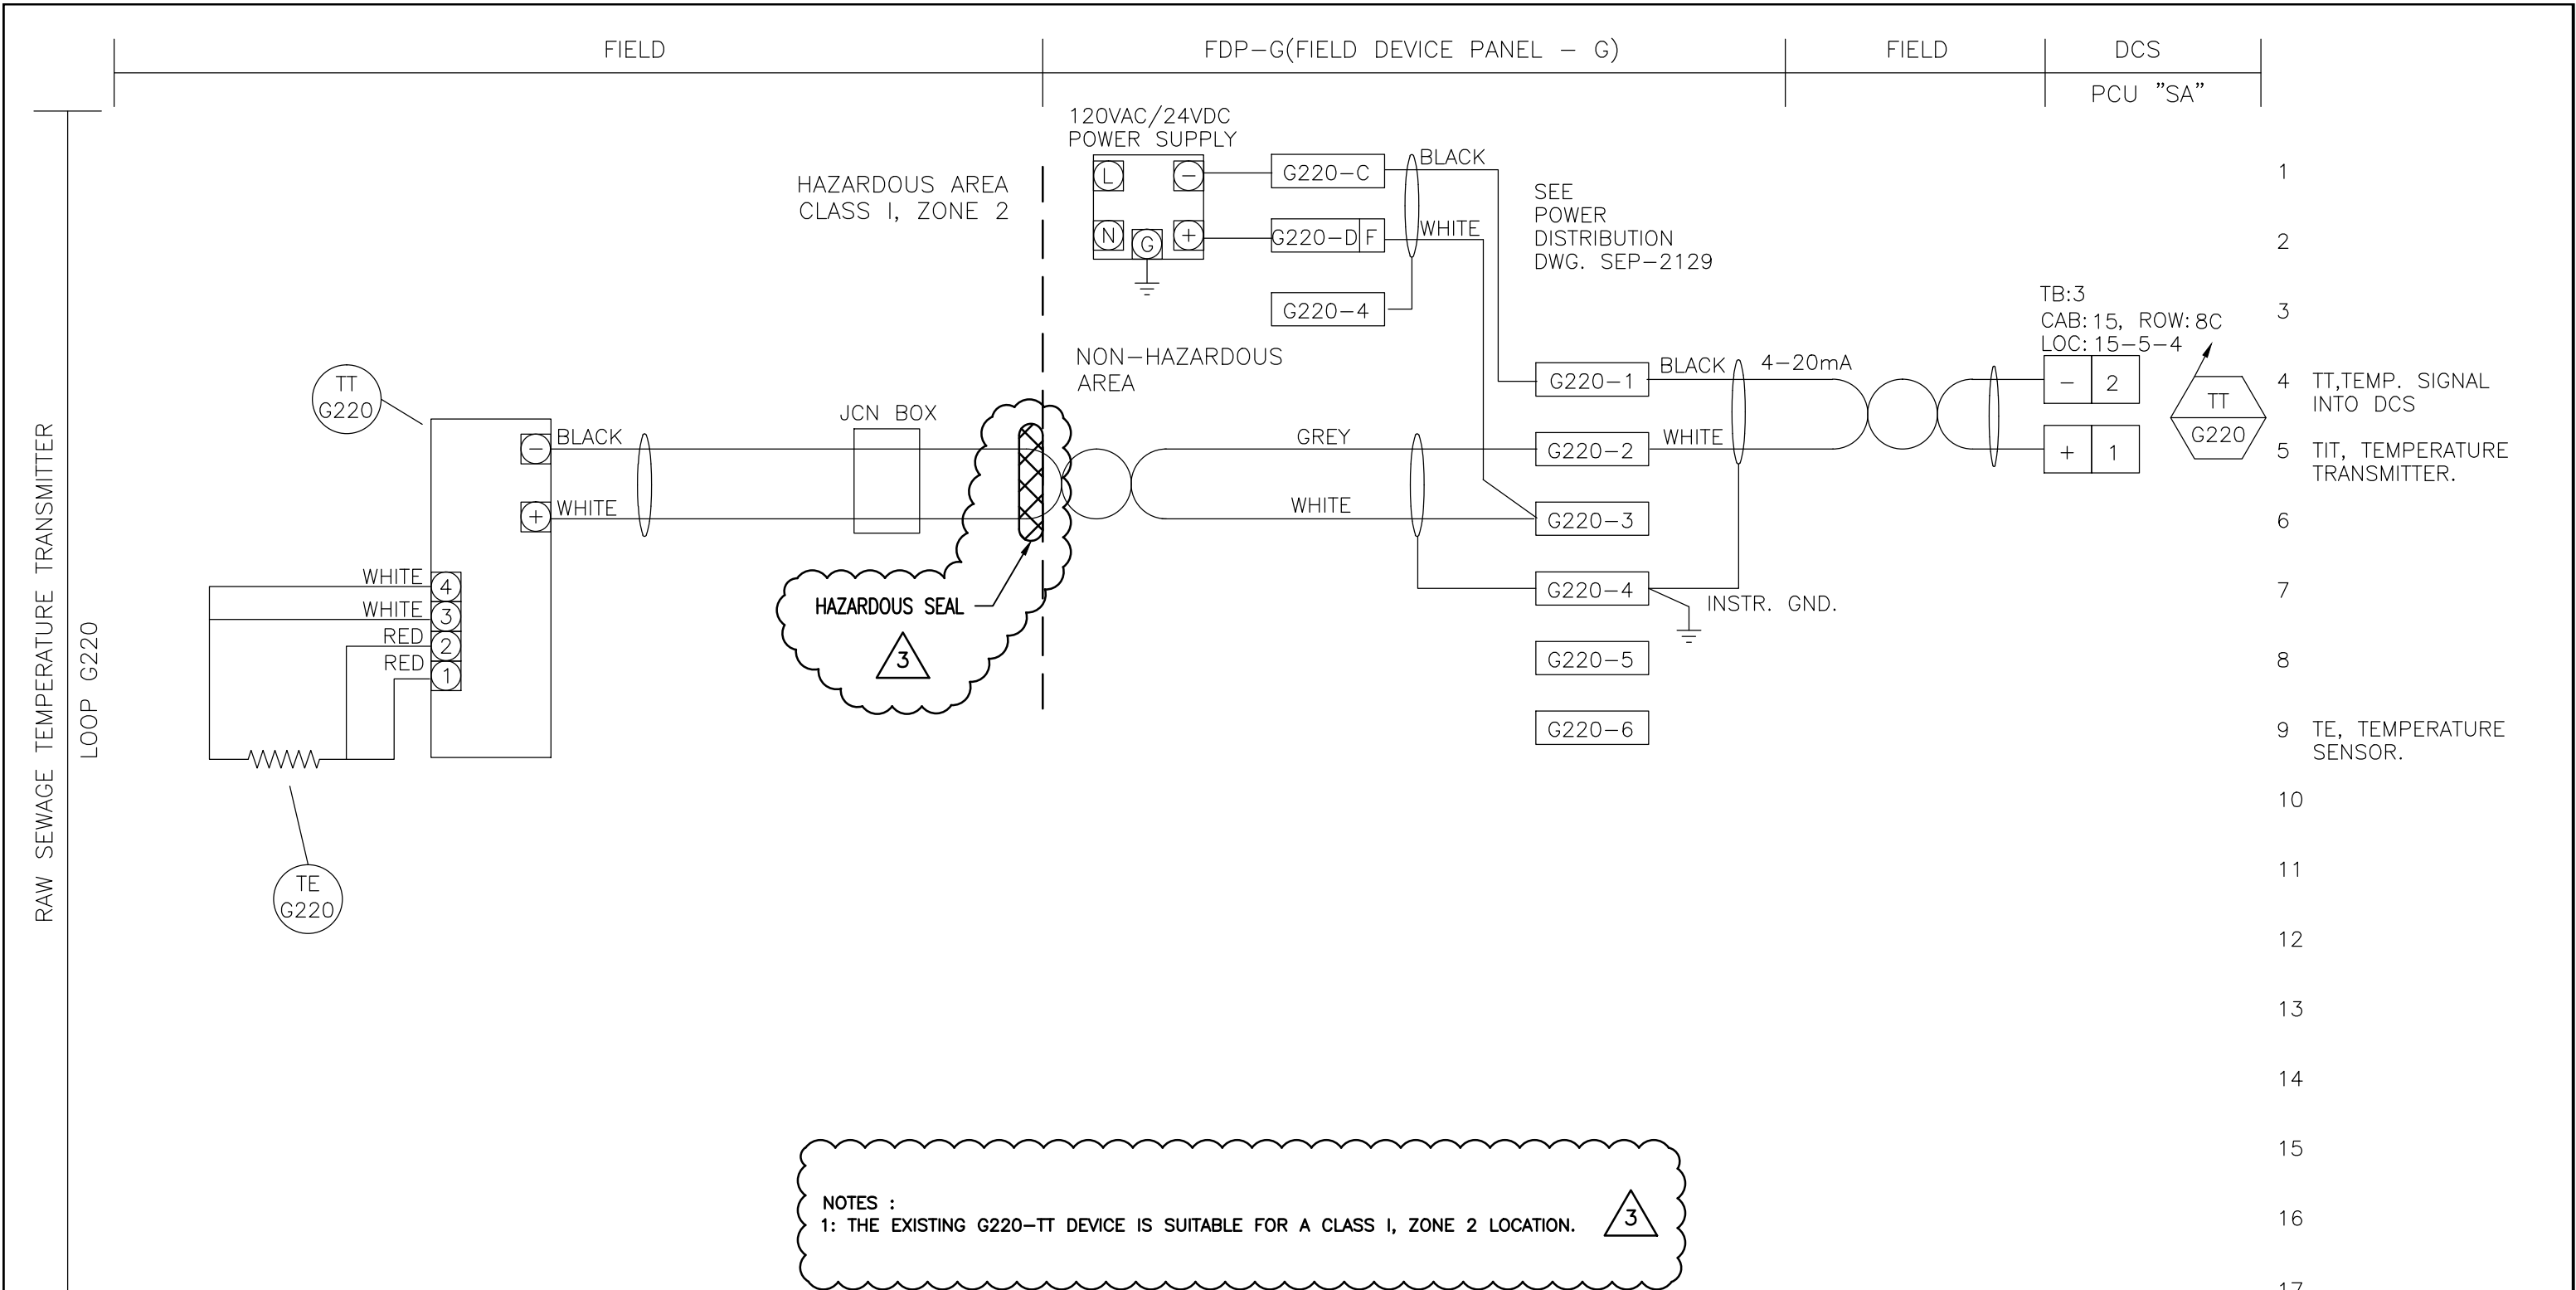 FIELD
FDP-G(FIELD DEVICE PANEL - G)
FIELD
DCS
PCU "SA"
RAW SEWAGE TEMPERATURE TRANSMITTER
LOOP G220
HAZARDOUS AREA
CLASS I, ZONE 2
120VAC/24VDC
POWER SUPPLY
L
-
N
G
+
G220-C
BLACK
G220-D F
WHITE
G220-4
SEE
POWER
DISTRIBUTION
DWG. SEP-2129
NON-HAZARDOUS
AREA
TB:3
CAB:15, ROW:8C
LOC:15-5-4
- 2
+ 1
TT
G220
TT
G220
- BLACK
+ WHITE
JCN BOX
GREY
WHITE
G220-1
BLACK
4-20mA
G220-2
WHITE
G220-3
G220-4
INSTR. GND.
G220-5
G220-6
WHITE 4
WHITE 3
RED 2
RED 1
TE
G220
HAZARDOUS SEAL
3
1
2
3
4 TT,TEMP. SIGNAL
INTO DCS
5 TIT, TEMPERATURE
TRANSMITTER.
6
7
8
9 TE, TEMPERATURE
SENSOR.
10
11
12
13
14
15
16
17
NOTES :
1: THE EXISTING G220-TT DEVICE IS SUITABLE FOR A CLASS I, ZONE 2 LOCATION.
3